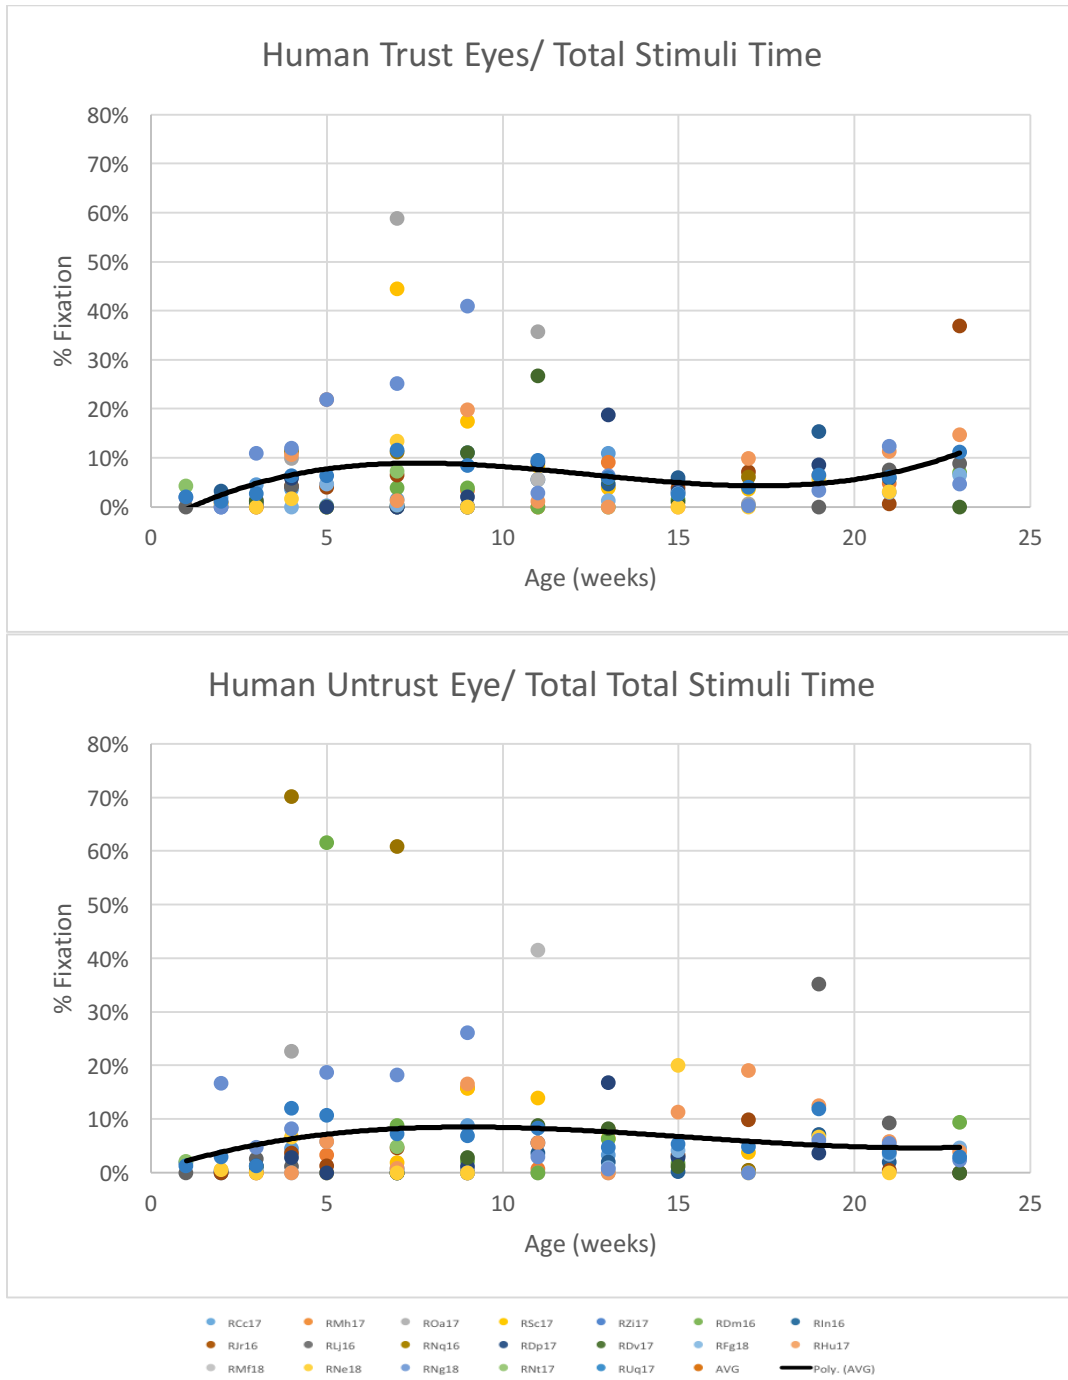 Human Trust Eyes/ Total Stimuli Time
80%
70%
60%
50%
40%
30%
20%
10%
0%
% Fixation
0 5 10 15 20 25
Age (weeks)
Human Untrust Eye/ Total Total Stimuli Time
80%
70%
60%
50%
40%
30%
20%
10%
0%
% Fixation
0 5 10 15 20 25
Age (weeks)
RCc17 RMh17 ROa17 RSc17 RZi17 RDm16 RIn16
RJr16 RLj16 RNq16 RDp17 RDv17 RFg18 RHu17
RMf18 RNe18 RNg18 RNt17 RUq17 AVG Poly. (AVG)